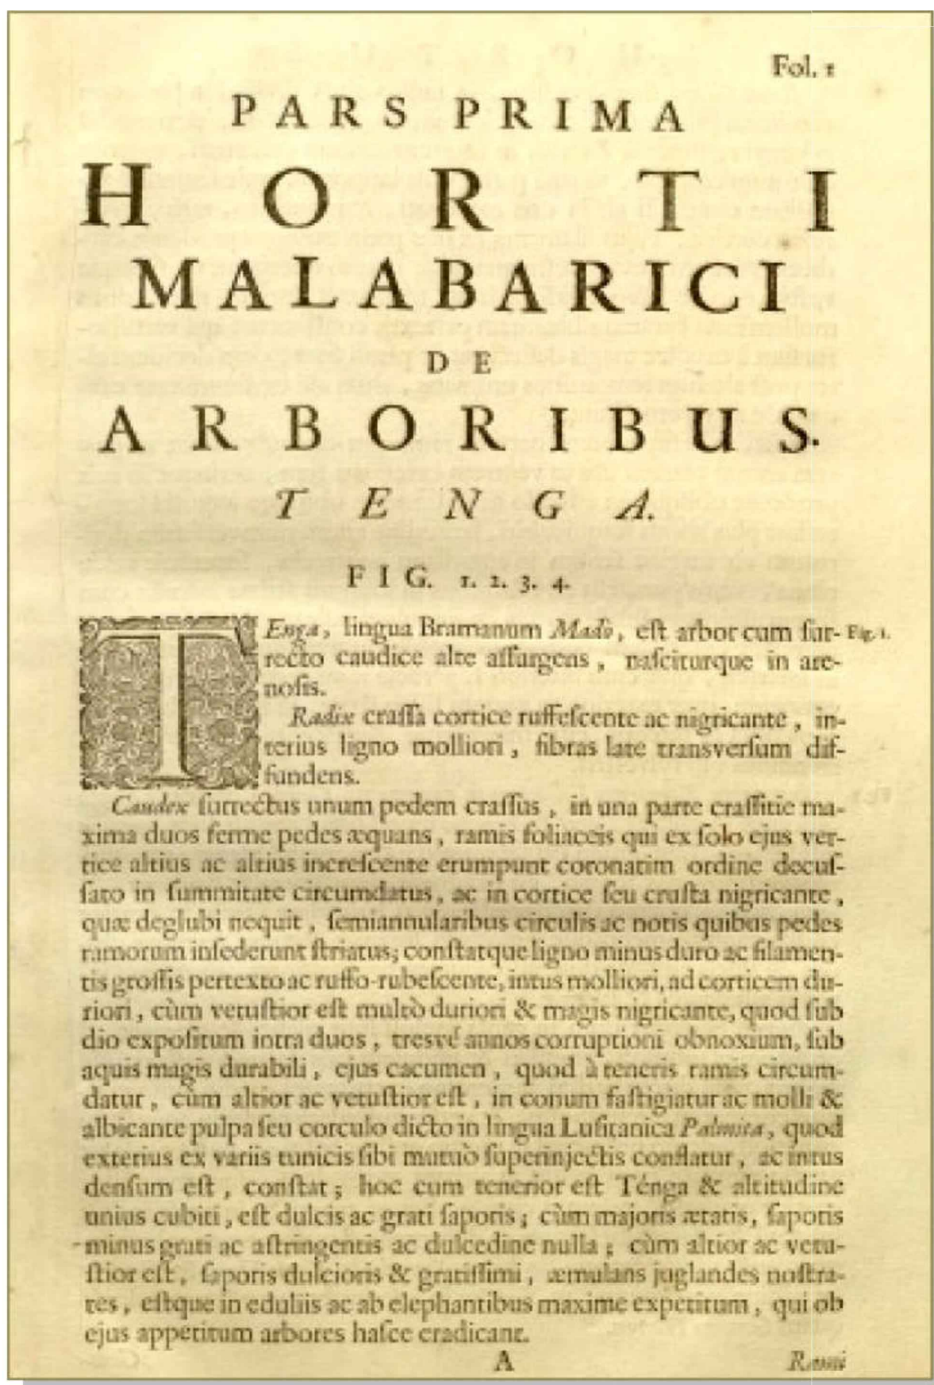 Fol. 1
PARS PRIMA
HORTI
MALABARICI
DE
ARBORIBUS.
TENGA.
FIG. 1. 2. 3. 4.
TEnga, lingua Bramanum Mado, eſt arbor cum ſur- Fig. 1.
recto caudice alte aſſurgens, naſciturque in are-
noſis.
Radix craſſa cortice ruffeſcente ac nigricante, in-
terius ligno molliori, fibras late transverſum dif-
fundens.
Caudex ſurrectus unum pedem craſſus, in una parte craſſitie ma-
xima duos ferme pedes æquans, ramis foliaceis qui ex ſolo ejus ver-
tice altius ac altius increſcente erumpunt coronatim ordine decuſ-
ſato in ſummitate circumdatus, ac in cortice ſeu cruſta nigricante,
quæ deglubi nequit, ſemiannularibus circulis ac notis quibus pedes
ramorum inſederunt ſtriatus; conſtatque ligno minus duro ac filamen-
tis groſſis pertexto ac ruffo-rubeſcente, intus molliori, ad corticem du-
riori, cùm vetuſtior eſt multò duriori & magis nigricante, quod ſub
dio expoſitum intra duos, tresvé annos corruptioni obnoxium, ſub
aquis magis durabili, ejus cacumen, quod à teneris ramis circum-
datur, cùm altior ac vetuſtior eſt, in conum faſtigiatur ac molli &
albicante pulpa ſeu corculo dicto in lingua Luſitanica Palmita, quod
exterius ex variis tunicis ſibi mutuò ſuperinjectis conflatur, ac intus
denſum eſt, conſtat; hoc cum tenerior eſt Ténga & altitudine
unius cubiti, eſt dulcis ac grati ſaporis; cùm majoris ætatis, ſaporis
minus grati ac aſtringentis ac dulcedine nulla; cùm altior ac vetu-
ſtior eſt, ſaporis dulcioris & gratiſſimi, æmulans juglandes noſtra-
tes, eſtque in eduliis ac ab elephantibus maxime expetitum, qui ob
ejus appetitum arbores haſce eradicant.
A Rami